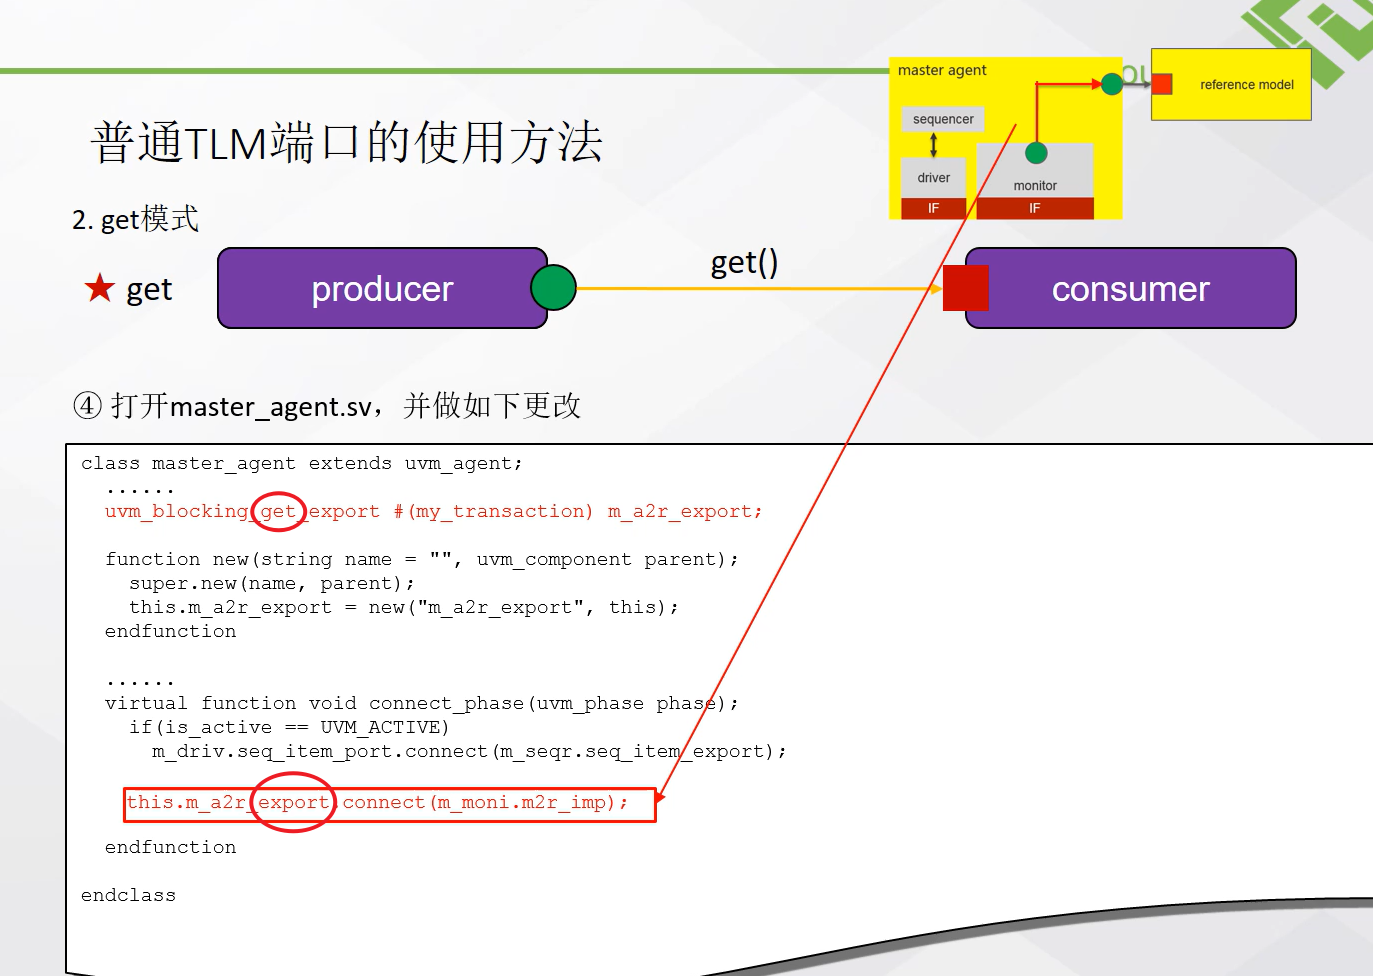 master agent
reference model
sequencer
driver
monitor
IF
IF
普通TLM端口的使用方法
2. get模式
get()
get
producer
consumer
④ 打开master_agent.sv，并做如下更改
class master_agent extends uvm_agent;
......
uvm_blocking_get_export #(my_transaction) m_a2r_export;
function new(string name = "", uvm_component parent);
super.new(name, parent);
this.m_a2r_export = new("m_a2r_export", this);
endfunction
......
virtual function void connect_phase(uvm_phase phase);
if(is_active == UVM_ACTIVE)
m_driv.seq_item_port.connect(m_seqr.seq_item_export);
this.m_a2r_export.connect(m_moni.m2r_imp);
endfunction
endclass